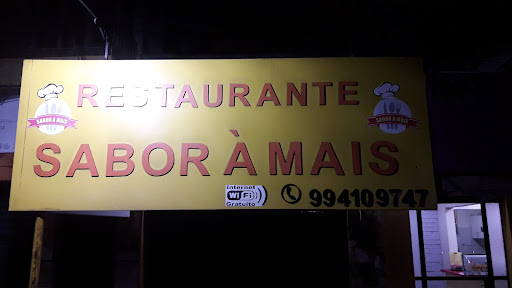 RESTAURANTE
SABOR A MAIS
SABOR A MAIS
SABOR À MAIS
internet
WiFi
Gratuito
994109747